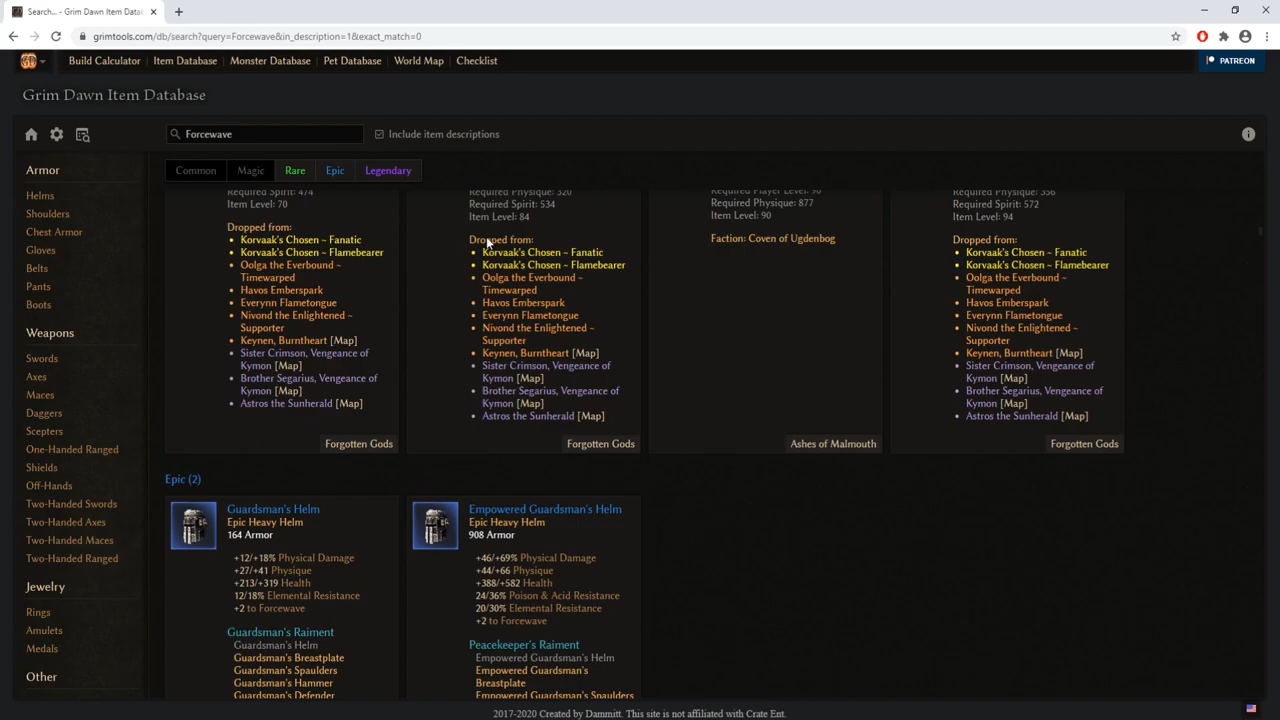 Search... - Grim Dawn Item Datab
grimtools.com/db/search?query=Forcewave&in_description=1&exact_match=0
Build Calculator
Item Database
Monster Database
Pet Database
World Map
Checklist
PATREON
Grim Dawn Item Database
Forcewave
Include item descriptions
Common
Magic
Rare
Epic
Legendary
Armor
Helms
Shoulders
Chest Armor
Gloves
Belts
Pants
Boots
Weapons
Swords
Axes
Maces
Daggers
Scepters
One-Handed Ranged
Shields
Off-Hands
Two-Handed Swords
Two-Handed Axes
Two-Handed Maces
Two-Handed Ranged
Jewelry
Rings
Amulets
Medals
Other
Required Spirit: 474
Item Level: 70
Dropped from:
Korvaak's Chosen ~ Fanatic
Korvaak's Chosen ~ Flamebearer
Oolga the Everbound ~
Timewarped
Havos Emberspark
Everynn Flametongue
Nivond the Enlightened ~
Supporter
Keynen, Burntheart [Map]
Sister Crimson, Vengeance of
Kymon [Map]
Brother Segarius, Vengeance of
Kymon [Map]
Astros the Sunherald [Map]
Forgotten Gods
Required Physique: 320
Required Spirit: 534
Item Level: 84
Dropped from:
Korvaak's Chosen ~ Fanatic
Korvaak's Chosen ~ Flamebearer
Oolga the Everbound ~
Timewarped
Havos Emberspark
Everynn Flametongue
Nivond the Enlightened ~
Supporter
Keynen, Burntheart [Map]
Sister Crimson, Vengeance of
Kymon [Map]
Brother Segarius, Vengeance of
Kymon [Map]
Astros the Sunherald [Map]
Forgotten Gods
Required Player Level: 90
Required Physique: 877
Item Level: 90
Faction: Coven of Ugdenbog
Ashes of Malmouth
Required Physique: 356
Required Spirit: 572
Item Level: 94
Dropped from:
Korvaak's Chosen ~ Fanatic
Korvaak's Chosen ~ Flamebearer
Oolga the Everbound ~
Timewarped
Havos Emberspark
Everynn Flametongue
Nivond the Enlightened ~
Supporter
Keynen, Burntheart [Map]
Sister Crimson, Vengeance of
Kymon [Map]
Brother Segarius, Vengeance of
Kymon [Map]
Astros the Sunherald [Map]
Forgotten Gods
Epic (2)
Guardsman's Helm
Epic Heavy Helm
164 Armor
+12/+18% Physical Damage
+27/+41 Physique
+213/+319 Health
12/18% Elemental Resistance
+2 to Forcewave
Guardsman's Raiment
Guardsman's Helm
Guardsman's Breastplate
Guardsman's Spaulders
Guardsman's Hammer
Guardsman's Defender
Empowered Guardsman's Helm
Epic Heavy Helm
908 Armor
+46/+69% Physical Damage
+44/+66 Physique
+388/+582 Health
24/36% Poison & Acid Resistance
20/30% Elemental Resistance
+2 to Forcewave
Peacekeeper's Raiment
Empowered Guardsman's Helm
Empowered Guardsman's
Breastplate
Empowered Guardsman's Spaulders
2017-2020 Created by Dammitt. This site is not affiliated with Crate Ent.